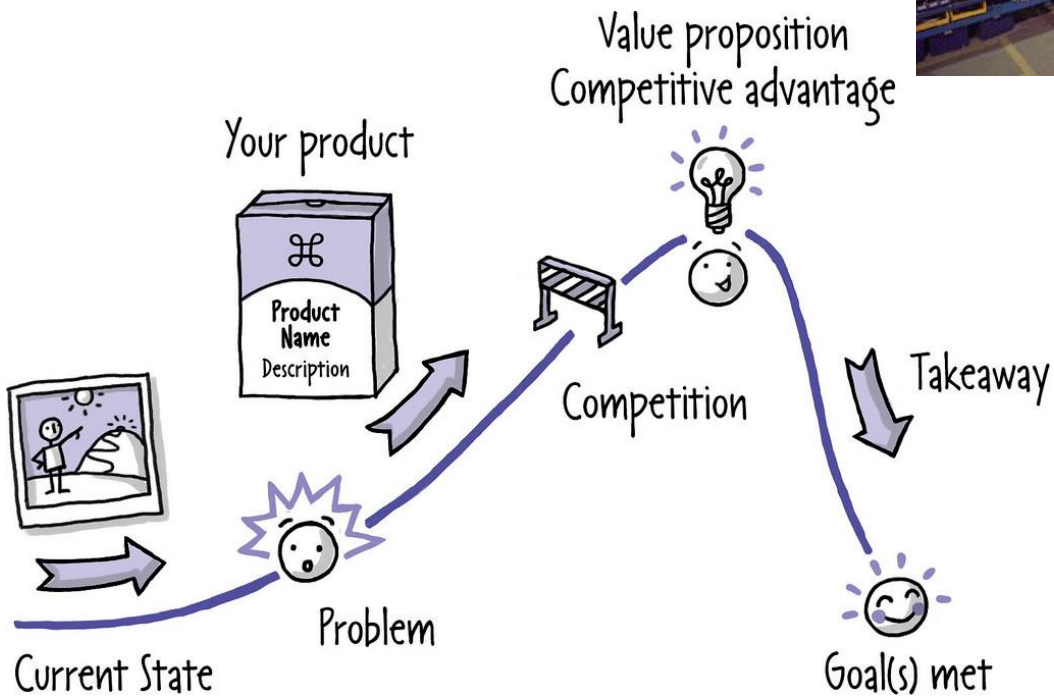 Value proposition
Competitive advantage
Your product
Product
Name
Description
Takeaway
Competition
Problem
Current State
Goal(s) met